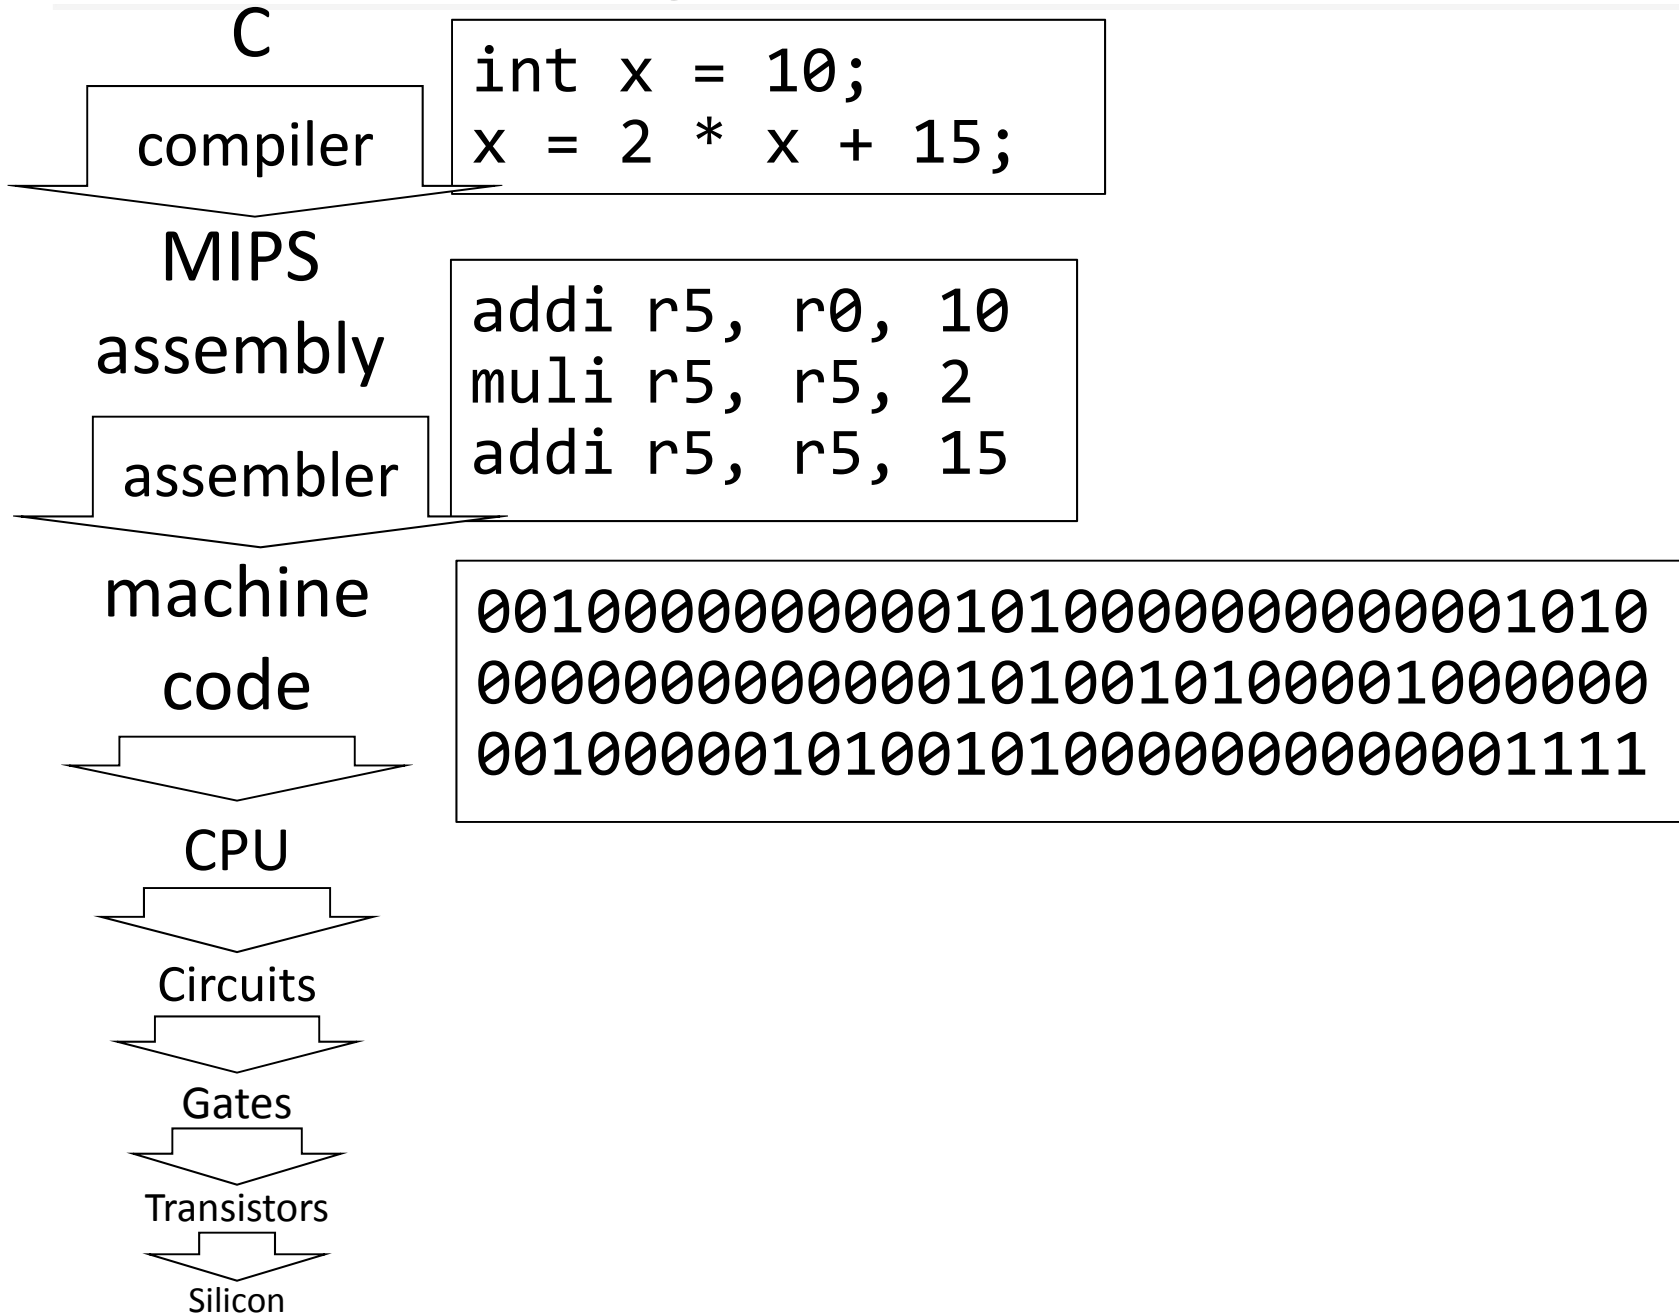 C
int x = 10;
x = 2 * x + 15;
compiler
MIPS
assembly
addi r5, r0, 10
muli r5, r5, 2
addi r5, r5, 15
assembler
machine
code
00100000000001010000000000001010
00000000000001010010100001000000
00100000101001010000000000001111
CPU
Circuits
Gates
Transistors
Silicon